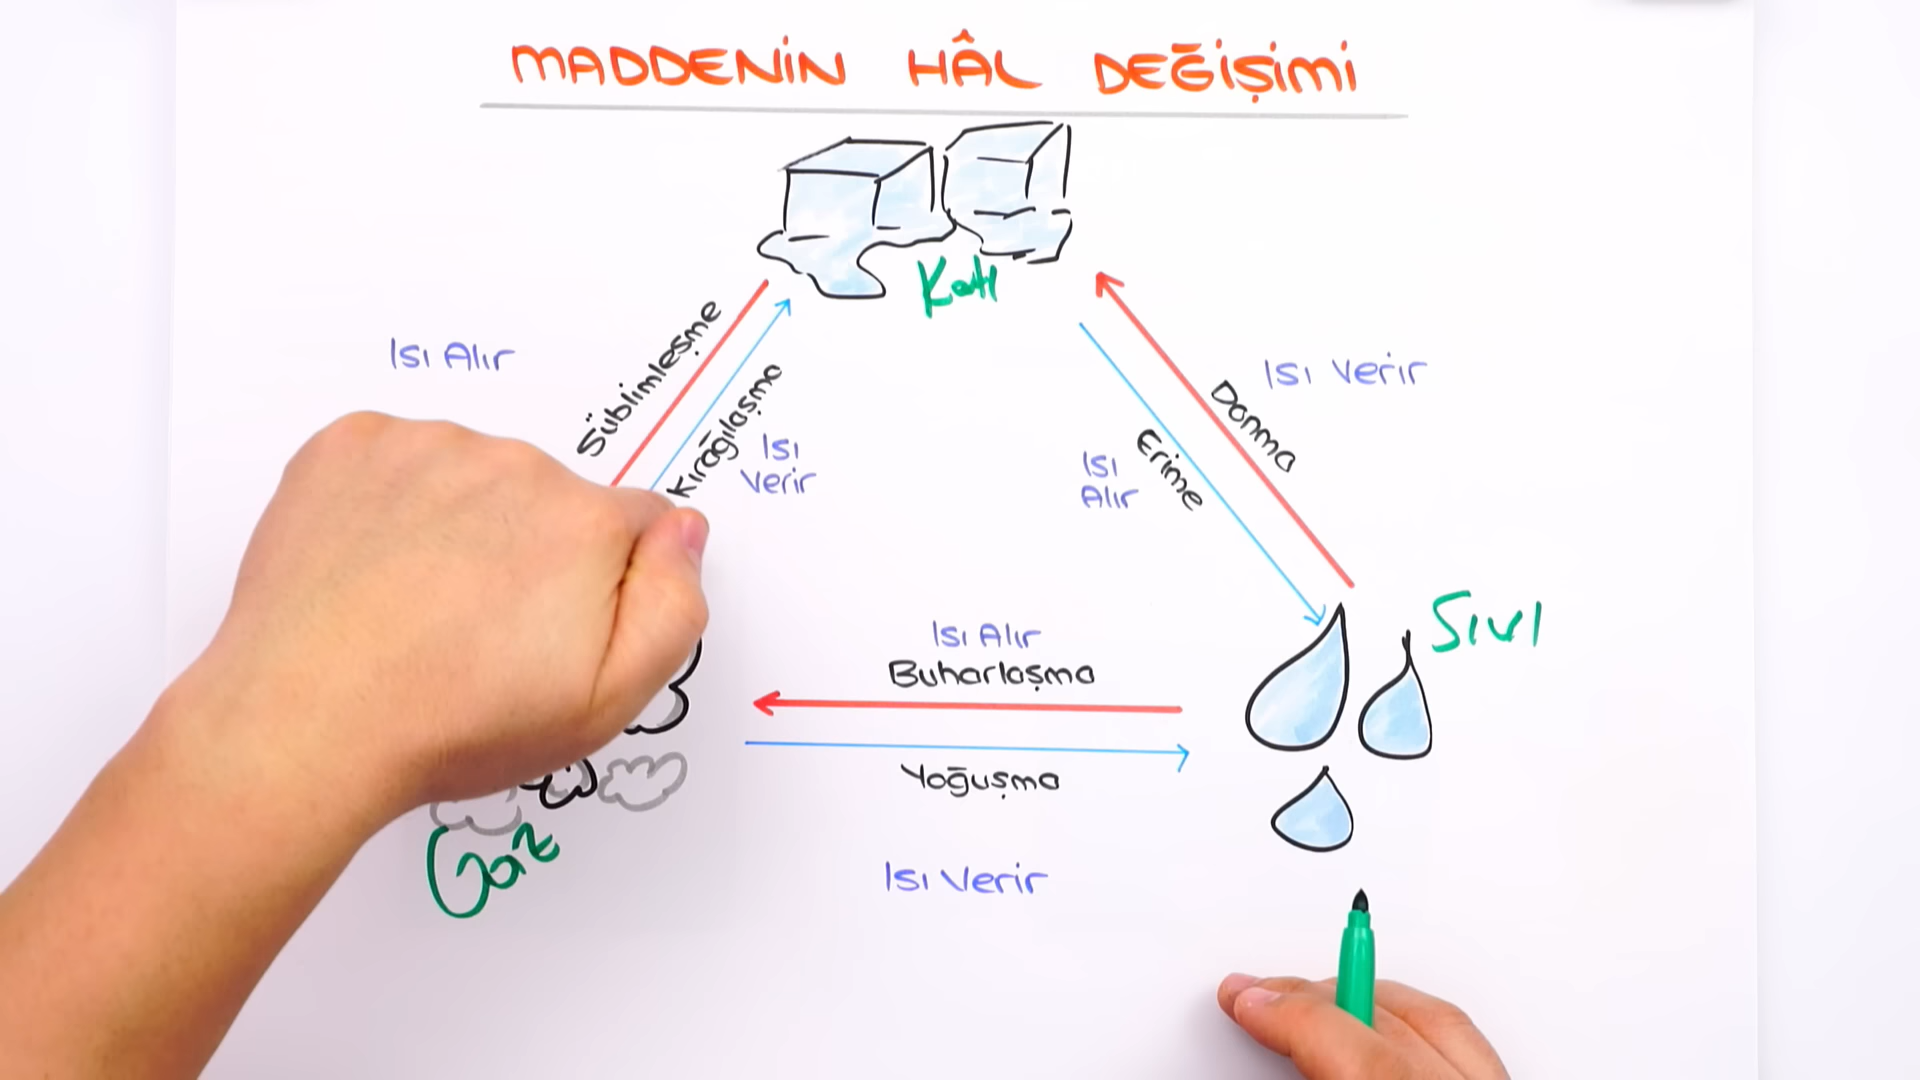 MADDENİN HÂL DEĞİŞİMİ
Katı
Isı Alır
Süblimleşme
Kırağılaşma
Isı
Verir
Isı Verir
Donma
Erime
Isı
Alır
Sıvı
Isı Alır
Buharlaşma
Yoğuşma
Isı Verir
Gaz